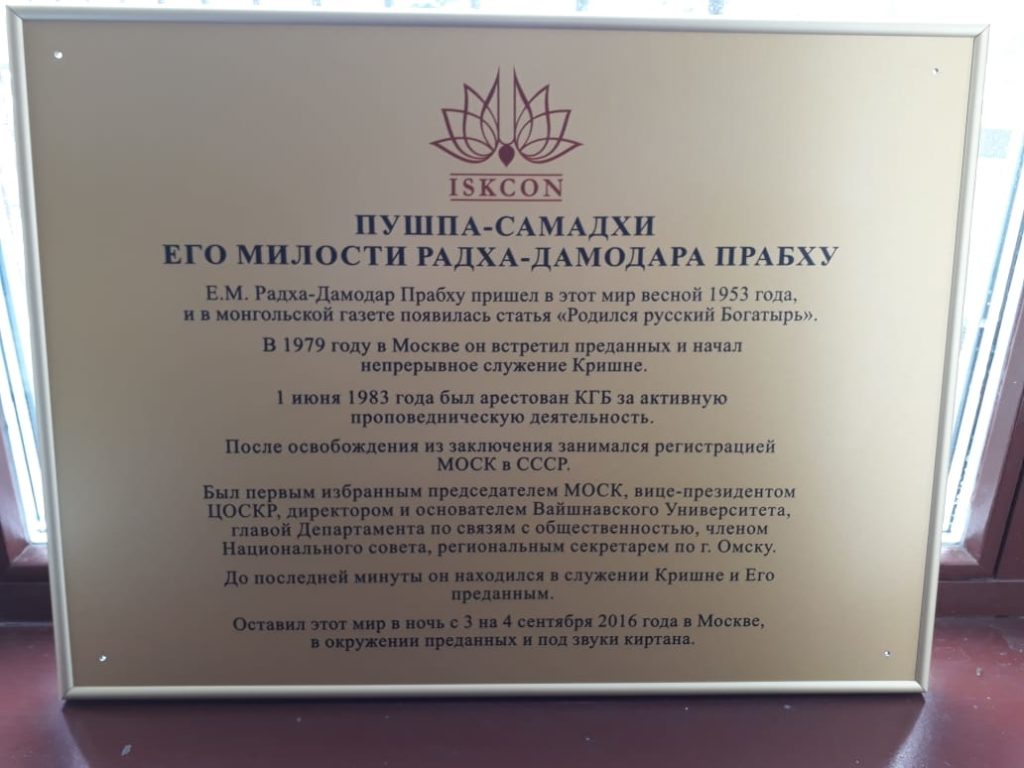 ISKCON
ПУШПА-САМАДХИ
ЕГО МИЛОСТИ РАДХА-ДАМОДАРА ПРАБХУ
Е.М. Радха-Дамодар Прабху пришел в этот мир весной 1953 года,
и в монгольской газете появилась статья «Родился русский Богатырь».
В 1979 году в Москве он встретил преданных и начал
непрерывное служение Кришне.
1 июня 1983 года был арестован КГБ за активную
проповедническую деятельность.
После освобождения из заключения занимался регистрацией
МОСК в СССР.
Был первым избранным председателем МОСК, вице-президентом
ЦОСКР, директором и основателем Вайшнавского Университета,
главой Департамента по связям с общественностью, членом
Национального совета, региональным секретарем по г. Омску.
До последней минуты он находился в служении Кришне и Его
преданным.
Оставил этот мир в ночь с 3 на 4 сентября 2016 года в Москве,
в окружении преданных и под звуки киртана.